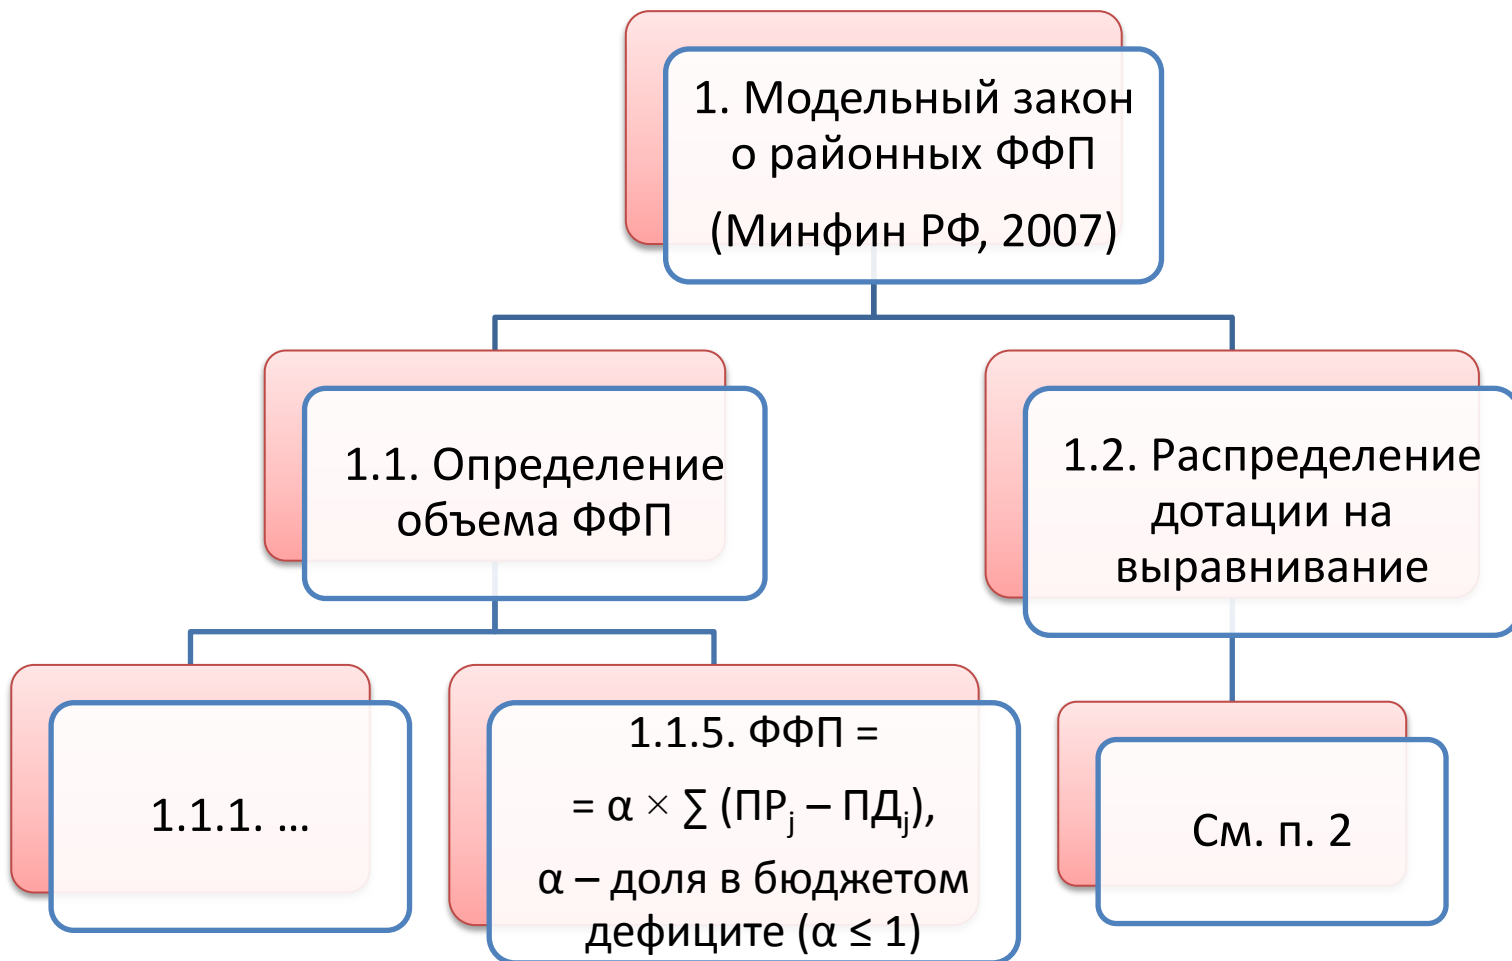 1. Модельный закон
о районных ФФП
(Минфин РФ, 2007)
1.1. Определение
объема ФФП
1.2. Распределение
дотации на
выравнивание
1.1.1. …
1.1.5. ФФП =
= α × ∑ (ПРj – ПДj),
α – доля в бюджетом
дефиците (α ≤ 1)
См. п. 2